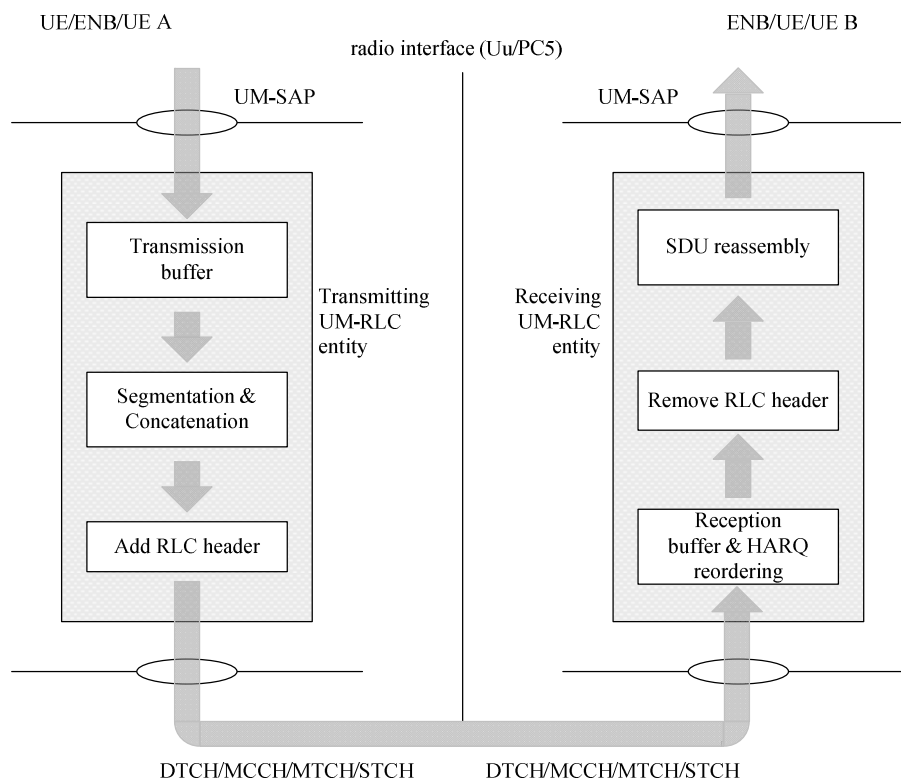 UE/ENB/UE A
ENB/UE/UE B
radio interface (Uu/PC5)
UM-SAP
UM-SAP
Transmission
buffer
Transmitting
UM-RLC
entity
Segmentation &
Concatenation
Add RLC header
SDU reassembly
Receiving
UM-RLC
entity
Remove RLC header
Reception
buffer & HARQ
reordering
DTCH/MCCH/MTCH/STCH
DTCH/MCCH/MTCH/STCH